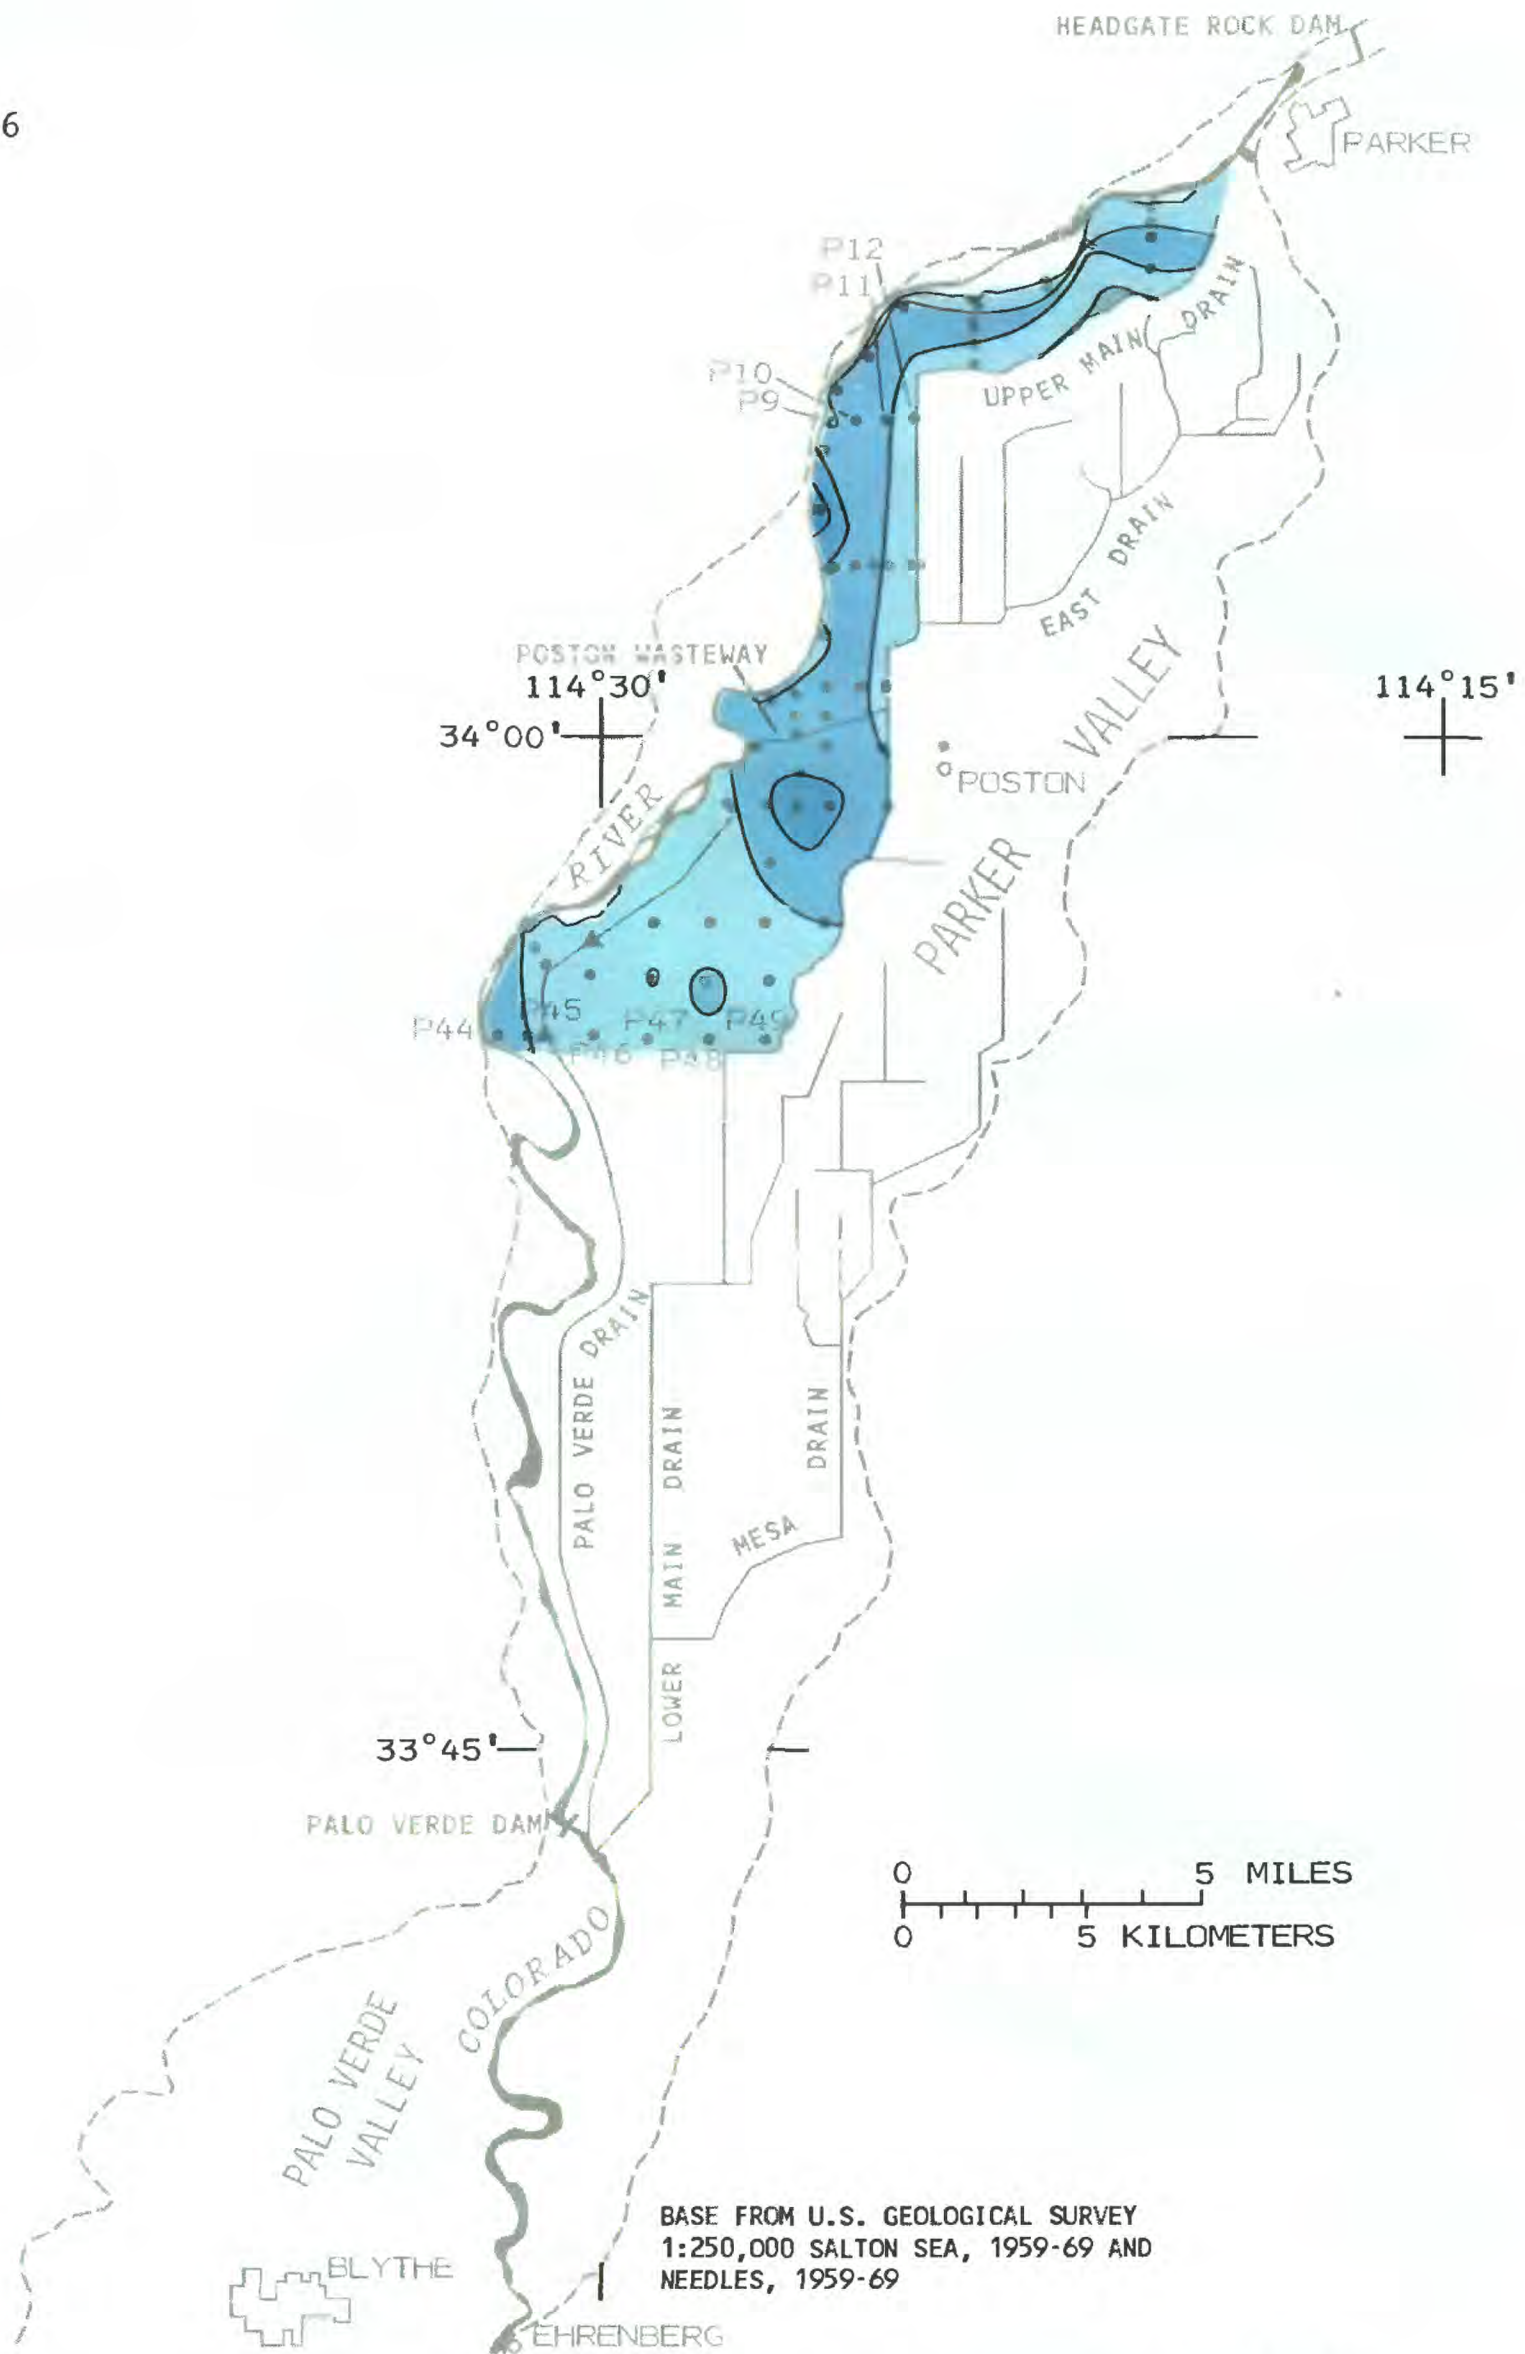 HEADGATE ROCK DAM
6
PARKER
P12
P11
UPPER MAIN DRAIN
P10
P9
EAST DRAIN
POSTON WASTEWAY
114°30'
114°15'
34°00'
POSTON
PARKER VALLEY
RIVER
P44
P45
P46
P47
P48
P49
PALO VERDE DRAIN
LOWER MAIN DRAIN
MESA DRAIN
33°45'
PALO VERDE DAM
0 5 MILES
0 5 KILOMETERS
COLORADO
PALO VERDE
VALLEY
BASE FROM U.S. GEOLOGICAL SURVEY
1:250,000 SALTON SEA, 1959-69 AND
NEEDLES, 1959-69
BLYTHE
EHRENBERG